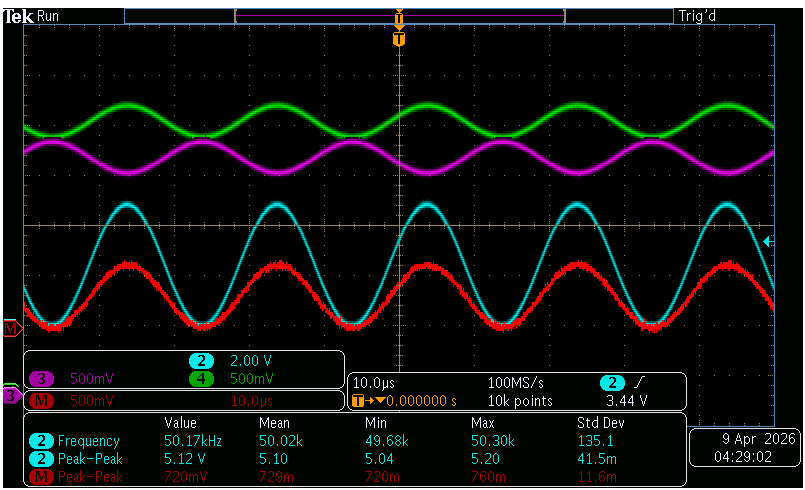 Tek Run Trig'd
T
T
M
3
2 2.00 V
3 500mV 4 500mV
M 500mV 10.0µs
10.0µs 100MS/s 2
T→▼0.000000 s 10k points 3.44 V
Value Mean Min Max Std Dev
2 Frequency 50.17kHz 50.02k 49.68k 50.30k 135.1
2 Peak-Peak 5.12 V 5.10 5.04 5.20 41.5m
M Peak-Peak 720mV 729m 720m 760m 11.6m
9 Apr 2026
04:29:02